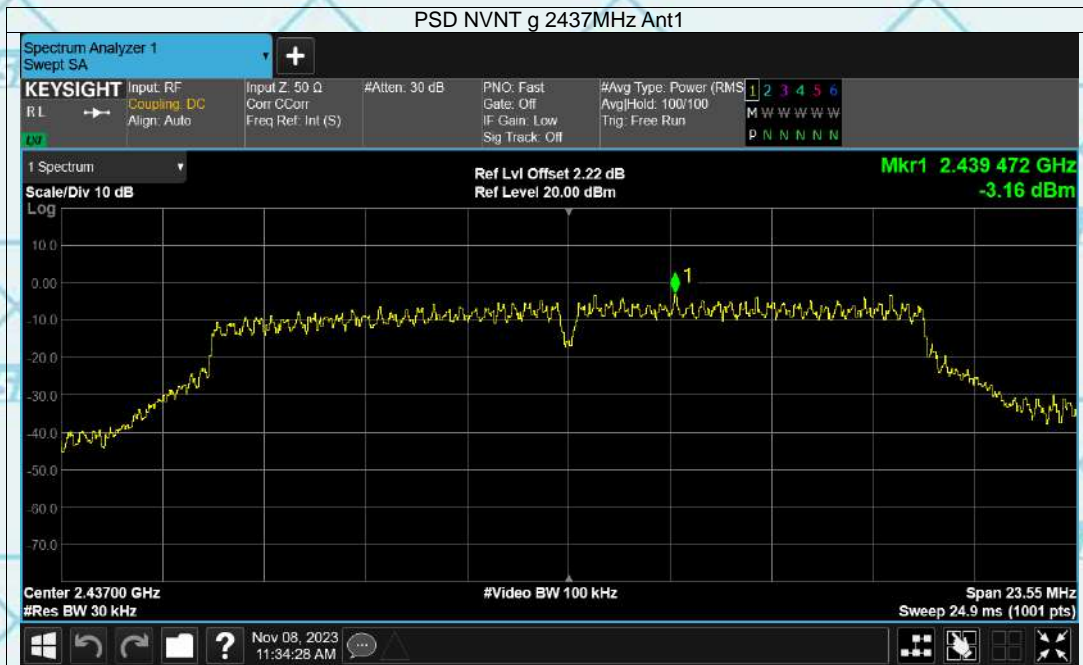 PSD NVNT g 2437MHz Ant1
Spectrum Analyzer 1
Swept SA
+
KEYSIGHT
R L
LXI
Input: RF
Coupling: DC
Align: Auto
Input Z: 50 Ω
Corr CCorr
Freq Ref: Int (S)
#Atten: 30 dB
PNO: Fast
Gate: Off
IF Gain: Low
Sig Track: Off
#Avg Type: Power (RMS
Avg|Hold: 100/100
Trig: Free Run
1 2 3 4 5 6
M W W W W W
P N N N N N
1 Spectrum
Scale/Div 10 dB
Log
Ref Lvl Offset 2.22 dB
Ref Level 20.00 dBm
Mkr1 2.439 472 GHz
-3.16 dBm
10.0
0.00
-10.0
-20.0
-30.0
-40.0
-50.0
-60.0
-70.0
1
Center 2.43700 GHz
#Res BW 30 kHz
#Video BW 100 kHz
Span 23.55 MHz
Sweep 24.9 ms (1001 pts)
?
Nov 08, 2023
11:34:28 AM